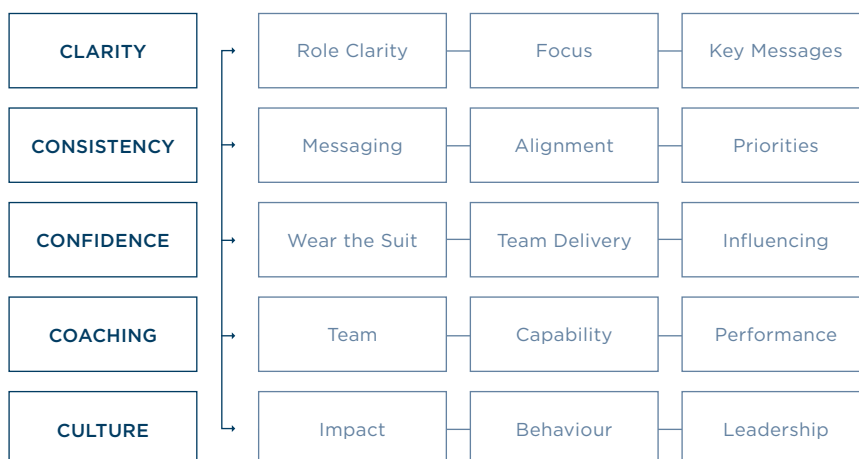 CLARITY Role Clarity Focus Key Messages
CONSISTENCY Messaging Alignment Priorities
CONFIDENCE Wear the Suit Team Delivery Influencing
COACHING Team Capability Performance
CULTURE Impact Behaviour Leadership